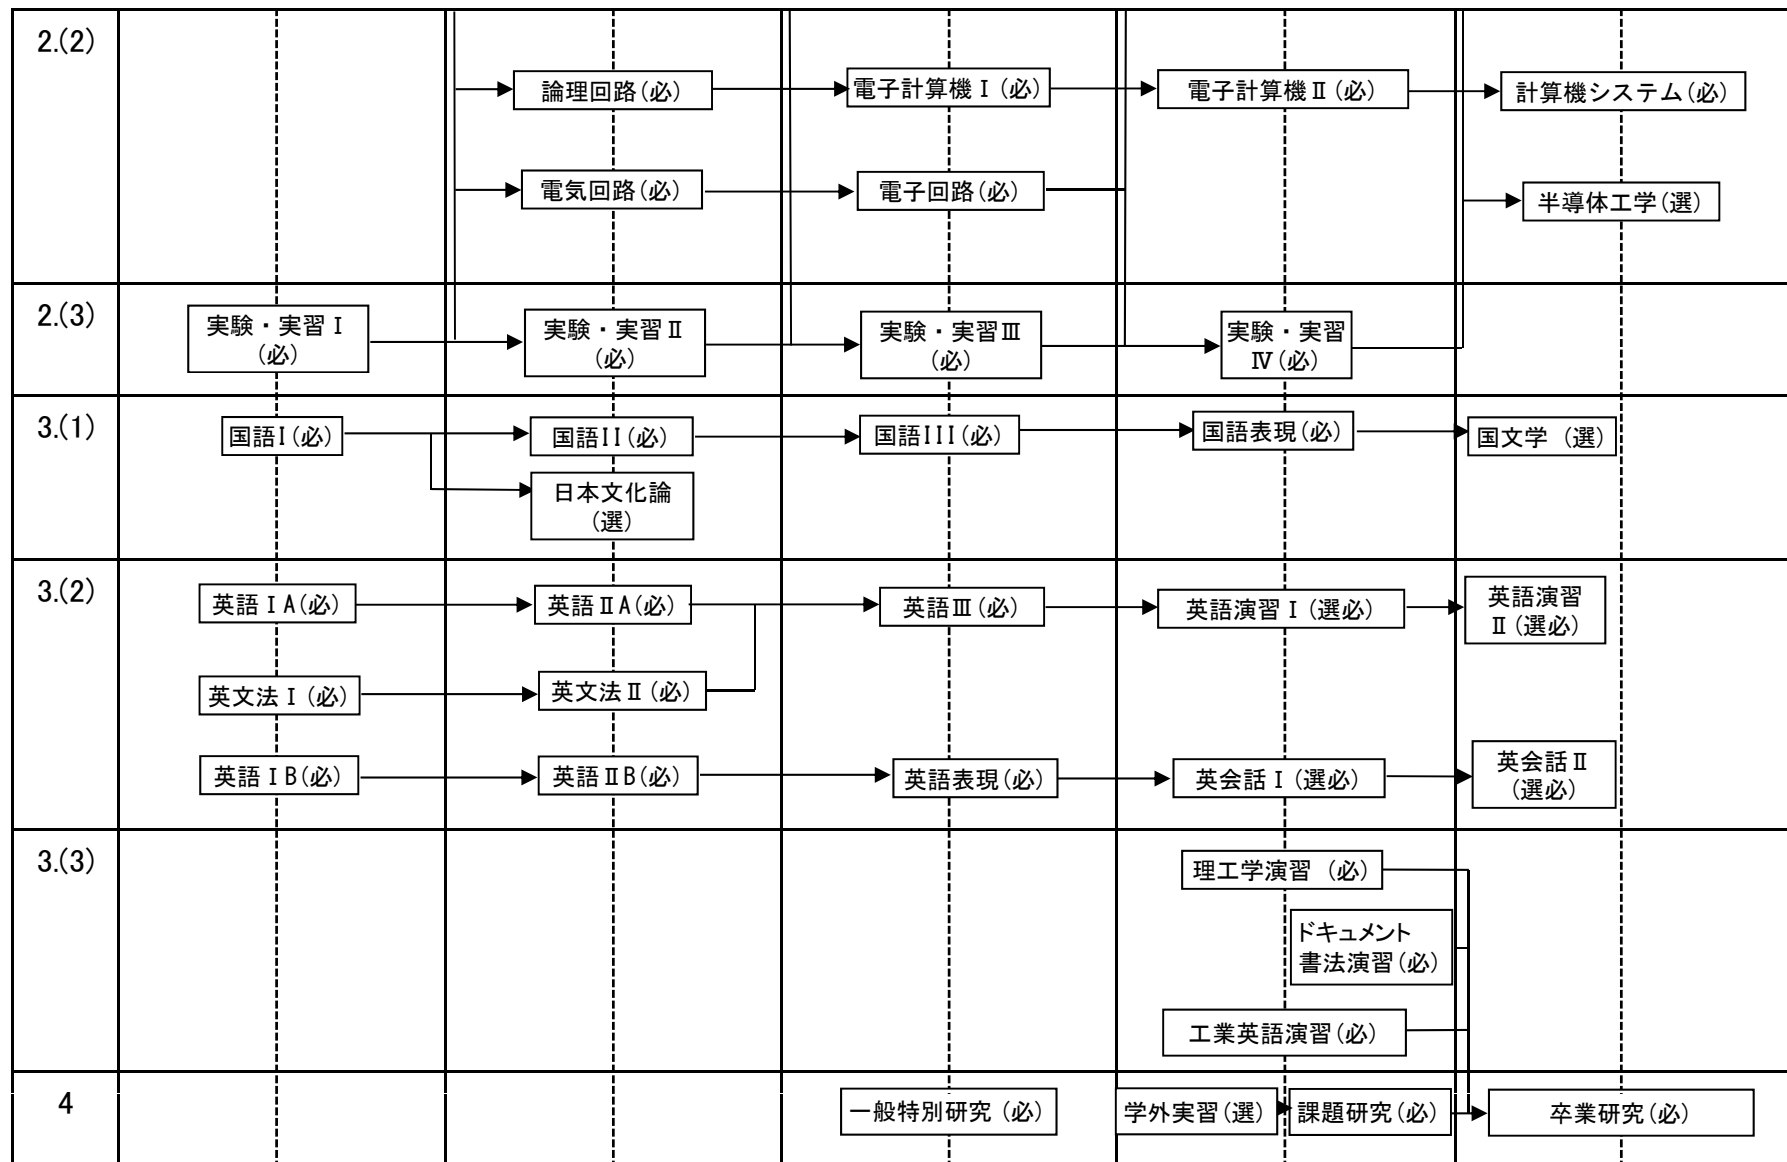 2.(2)
論理回路(必)
電子計算機Ⅰ(必)
電子計算機Ⅱ(必)
計算機システム(必)
電気回路(必)
電子回路(必)
半導体工学(選)
2.(3)
実験・実習Ⅰ
(必)
実験・実習Ⅱ
(必)
実験・実習Ⅲ
(必)
実験・実習
Ⅳ(必)
3.(1)
国語I(必)
国語II(必)
国語III(必)
国語表現(必)
国文学 (選)
日本文化論
(選)
3.(2)
英語ⅠA(必)
英語ⅡA(必)
英語Ⅲ(必)
英語演習Ⅰ(選必)
英語演習
Ⅱ(選必)
英文法Ⅰ(必)
英文法Ⅱ(必)
英語ⅠB(必)
英語ⅡB(必)
英語表現(必)
英会話Ⅰ(選必)
英会話Ⅱ
(選必)
3.(3)
理工学演習 (必)
ドキュメント
書法演習(必)
工業英語演習(必)
4
一般特別研究(必)
学外実習(選)
課題研究(必)
卒業研究(必)